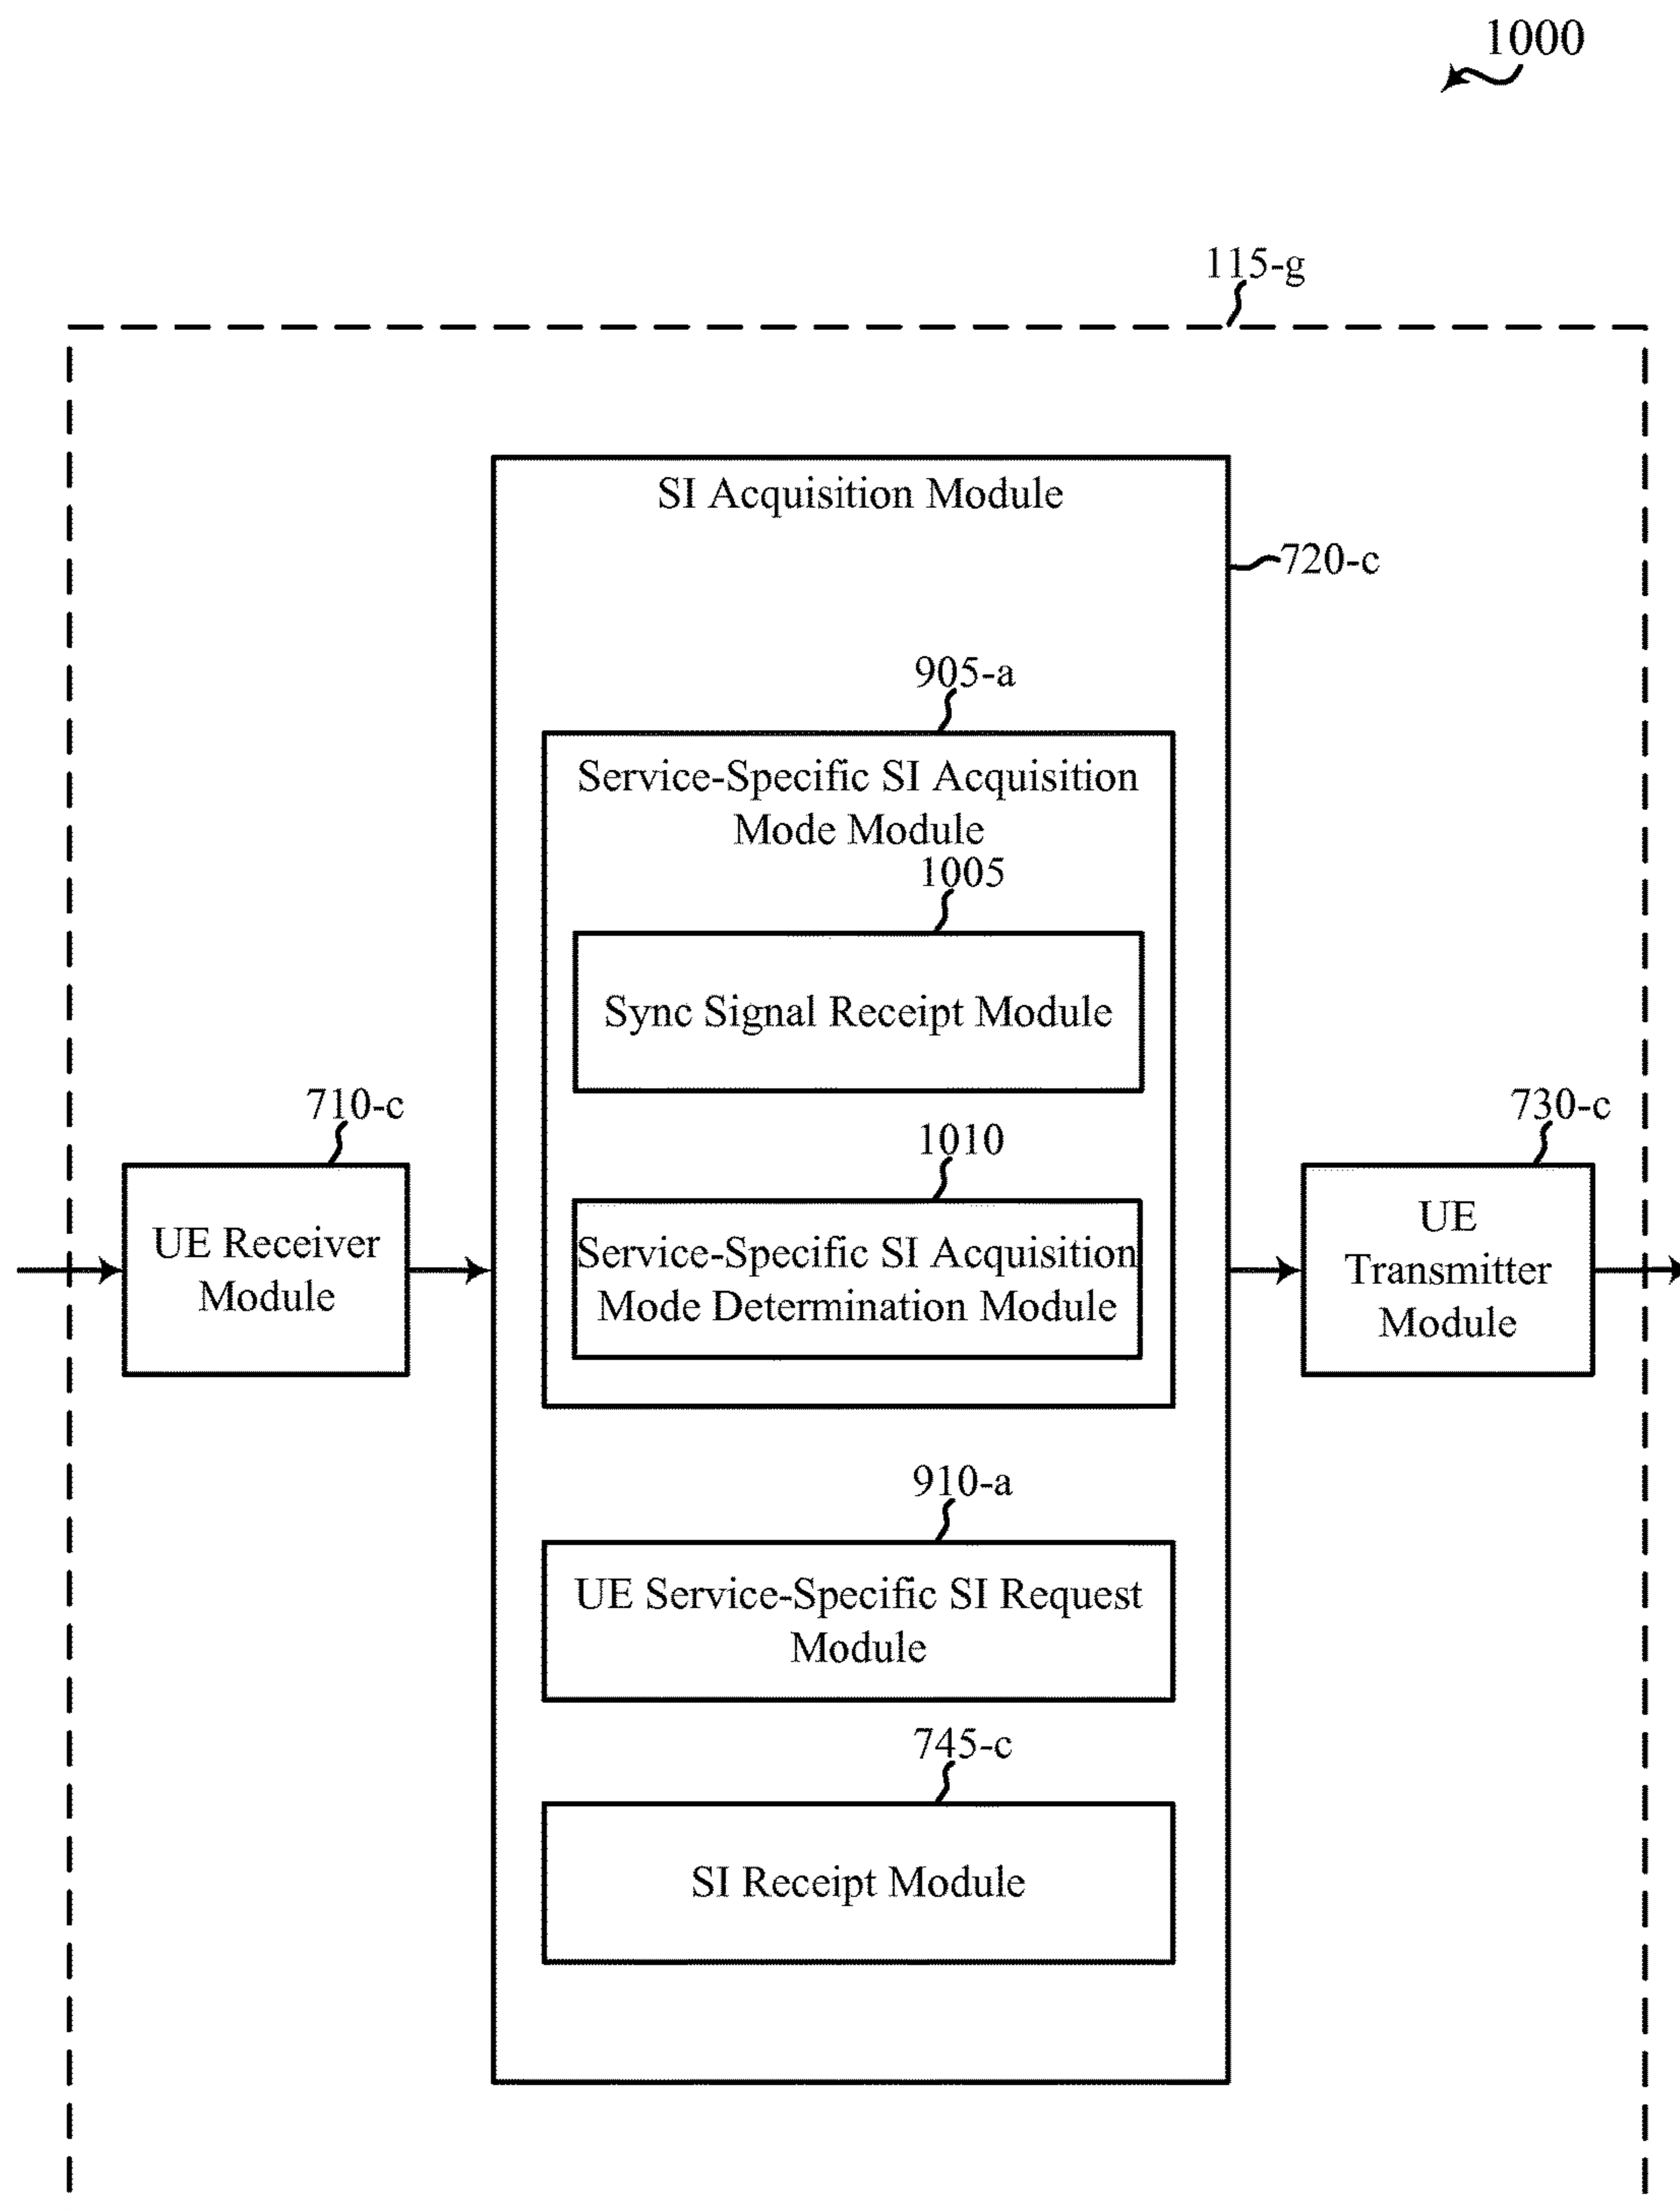 1000
115-g
SI Acquisition Module
720-c
905-a
Service-Specific SI Acquisition
Mode Module
1005
Sync Signal Receipt Module
710-c
UE Receiver
Module
1010
Service-Specific SI Acquisition
Mode Determination Module
730-c
UE
Transmitter
Module
910-a
UE Service-Specific SI Request
Module
745-c
SI Receipt Module